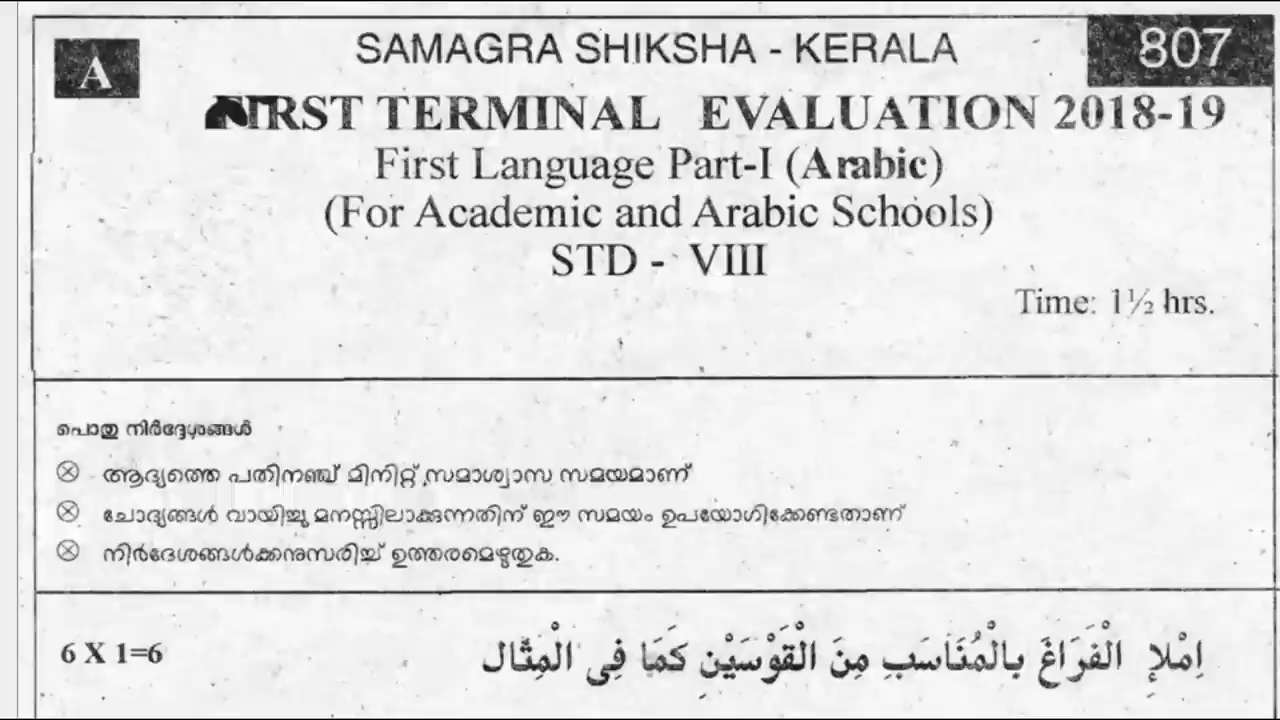 A
SAMAGRA SHIKSHA - KERALA
807
FIRST TERMINAL EVALUATION 2018-19
First Language Part-I (Arabic)
(For Academic and Arabic Schools)
STD - VIII
Time: 1½ hrs.
പൊതു നിർദ്ദേശങ്ങൾ
⊗ ആദ്യത്തെ പതിനഞ്ച് മിനിറ്റ് സമാശ്വാസ സമയമാണ്
⊗ ചോദ്യങ്ങൾ വായിച്ചു മനസ്സിലാക്കുന്നതിന് ഈ സമയം ഉപയോഗിക്കേണ്ടതാണ്
⊗ നിർദേശങ്ങൾക്കനുസരിച്ച് ഉത്തരമെഴുതുക.
اِمْلإِ الْفَرَاغَ بِالْمُنَاسَبِ مِنَ الْقَوْسَيْنِ كَمَا فِي الْمِثَال
6 X 1=6